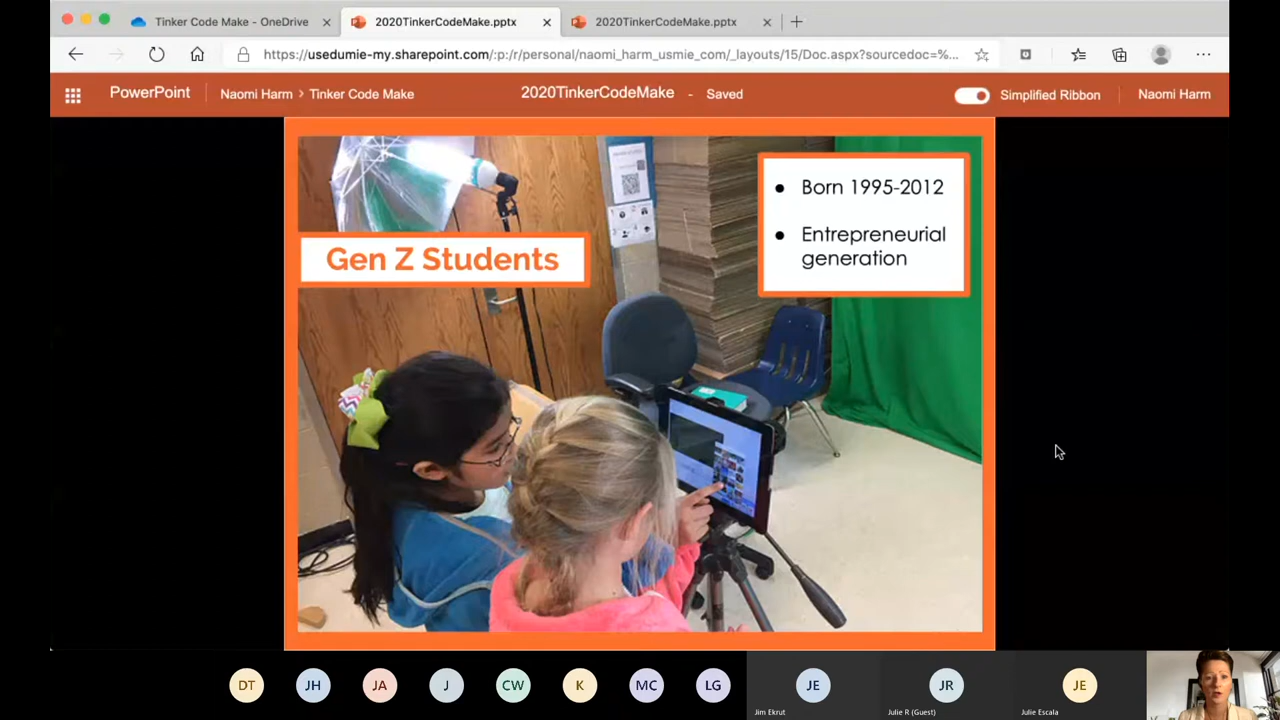 Tinker Code Make - OneDrive
2020TinkerCodeMake.pptx
2020TinkerCodeMake.pptx
https://usedumie-my.sharepoint.com/:p:/r/personal/naomi_harm_usmie_com/_layouts/15/Doc.aspx?sourcedoc=%...
PowerPoint
Naomi Harm > Tinker Code Make
2020TinkerCodeMake - Saved
Simplified Ribbon
Naomi Harm
• Born 1995-2012
• Entrepreneurial
generation
Gen Z Students
DT
JH
JA
J
CW
K
MC
LG
JE
JR
JE
Jim Ekrut
Julie R (Guest)
Julie Escala